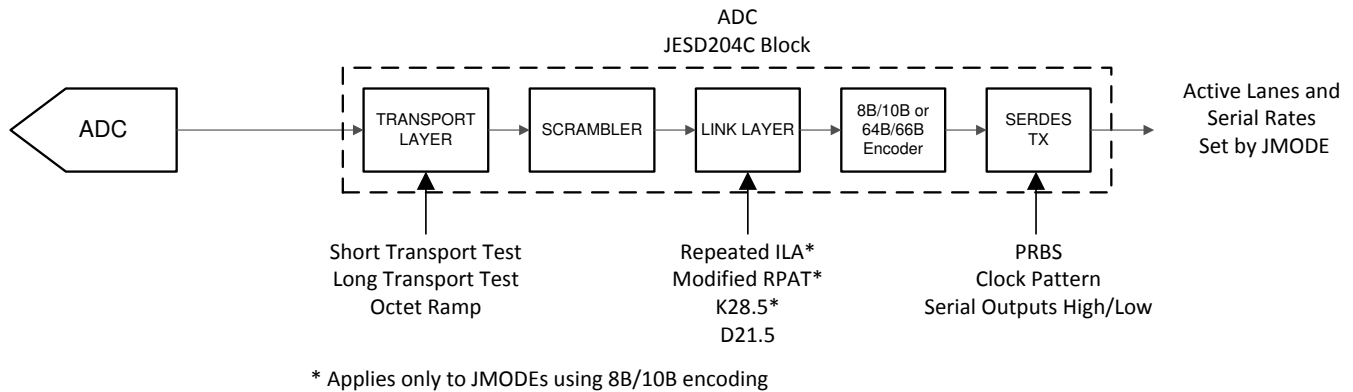 ADC
JESD204C Block
ADC
TRANSPORT
LAYER
SCRAMBLER
LINK LAYER
8B/10B or
64B/66B
Encoder
SERDES
TX
Active Lanes and
Serial Rates
Set by JMODE
Short Transport Test
Long Transport Test
Octet Ramp
Repeated ILA*
Modified RPAT*
K28.5*
D21.5
PRBS
Clock Pattern
Serial Outputs High/Low
* Applies only to JMODEs using 8B/10B encoding